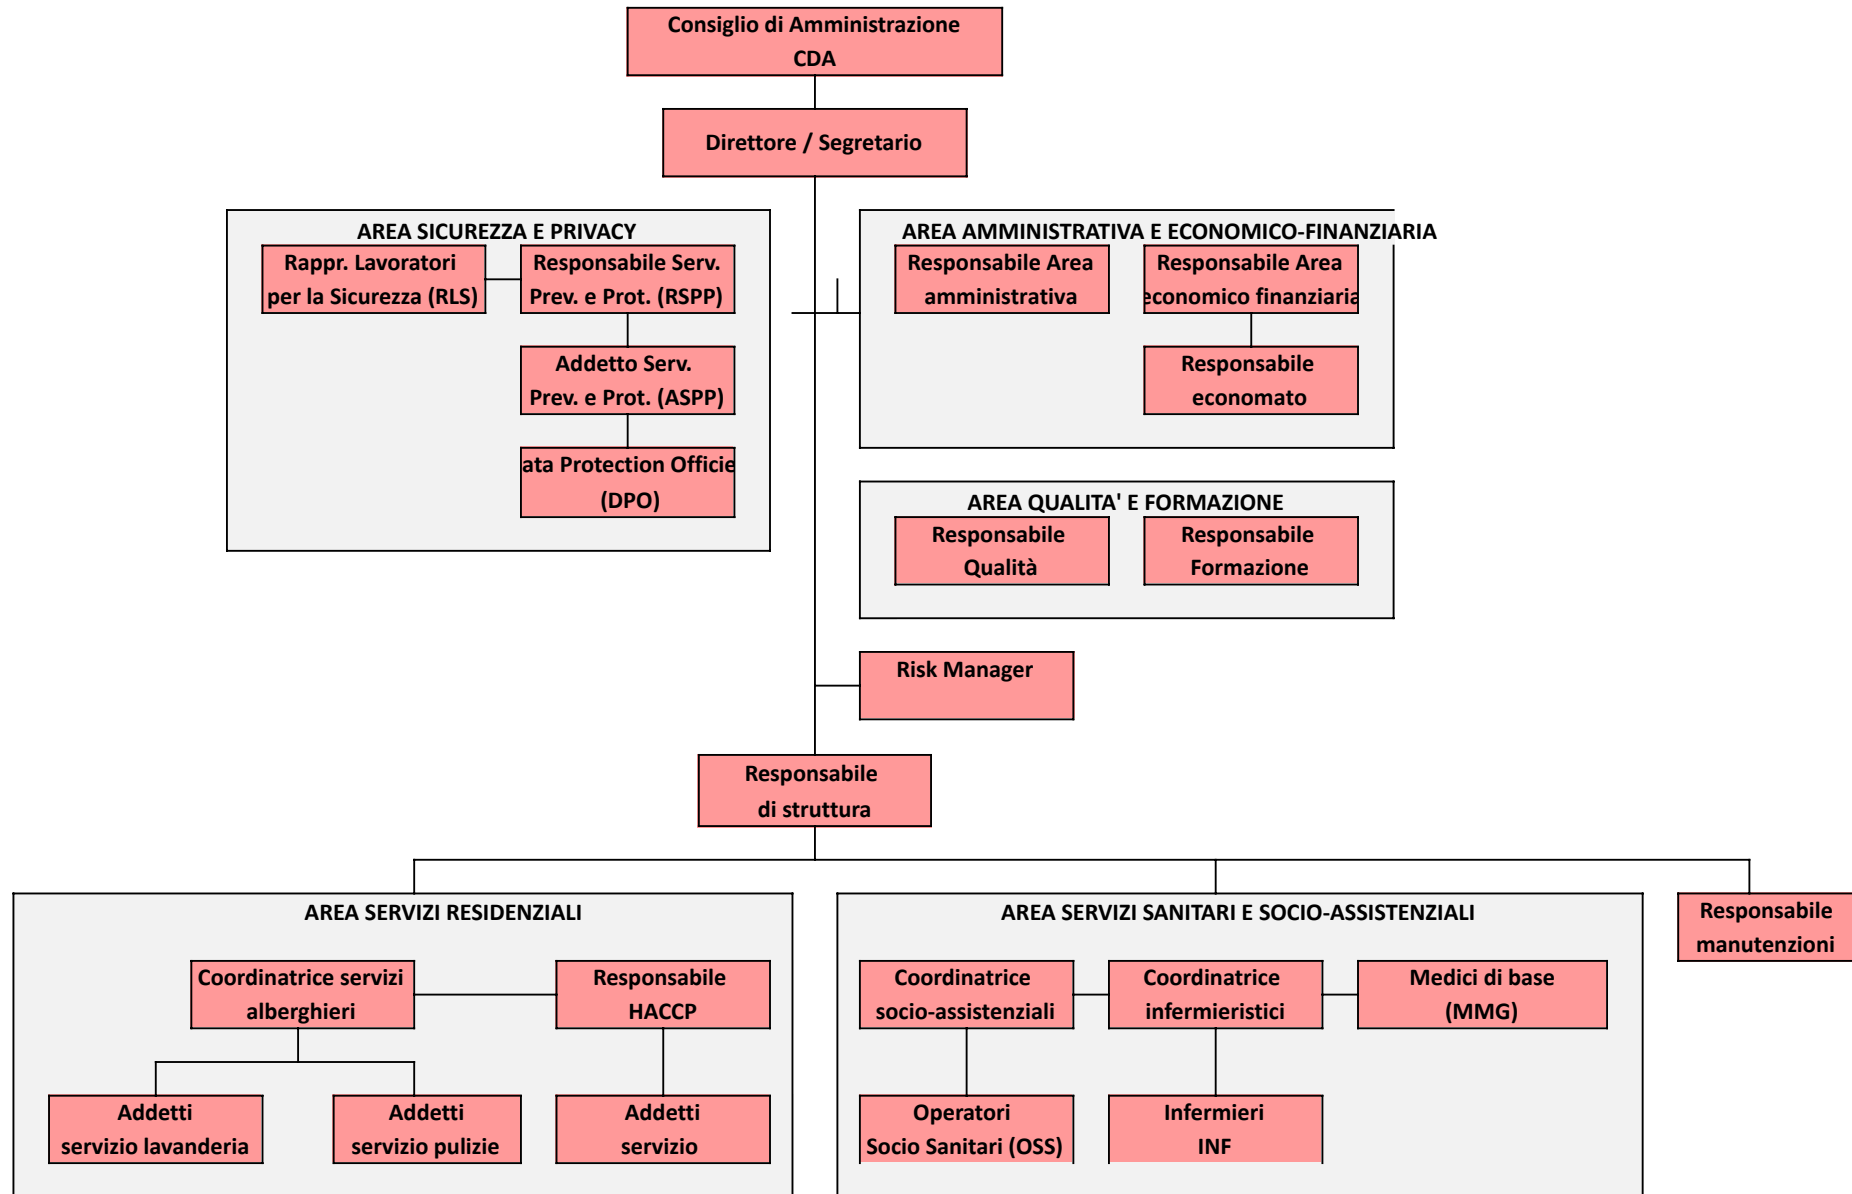 Consiglio di Amministrazione
CDA
Direttore / Segretario
AREA SICUREZZA E PRIVACY
Rappr. Lavoratori
per la Sicurezza (RLS)
Responsabile Serv.
Prev. e Prot. (RSPP)
Addetto Serv.
Prev. e Prot. (ASPP)
ata Protection Officie
(DPO)
AREA AMMINISTRATIVA E ECONOMICO-FINANZIARIA
Responsabile Area
amministrativa
Responsabile Area
economico finanziaria
Responsabile
economato
AREA QUALITA' E FORMAZIONE
Responsabile
Qualità
Responsabile
Formazione
Risk Manager
Responsabile
di struttura
AREA SERVIZI RESIDENZIALI
Coordinatrice servizi
alberghieri
Responsabile
HACCP
Addetti
servizio lavanderia
Addetti
servizio pulizie
Addetti
servizio
AREA SERVIZI SANITARI E SOCIO-ASSISTENZIALI
Coordinatrice
socio-assistenziali
Coordinatrice
infermieristici
Medici di base
(MMG)
Operatori
Socio Sanitari (OSS)
Infermieri
INF
Responsabile
manutenzioni